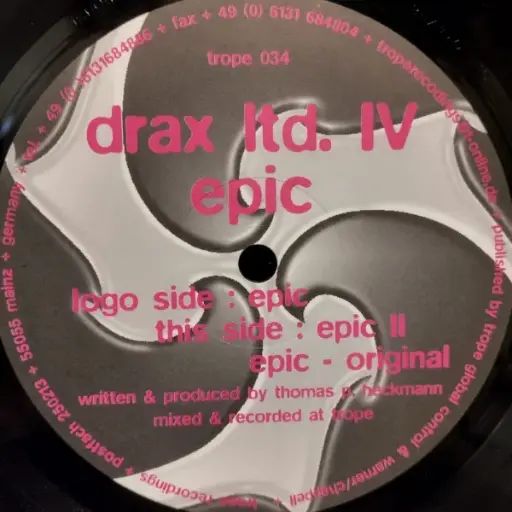 trope 034
drax ltd. IV
epic
logo side : epic
this side : epic II
epic - original
written & produced by thomas p. heckmann
mixed & recorded at trope
trope recordings + postfach 250213 + 55055 mainz + germany + tel. + 49 (0) 6131684886 + fax + 49 (0) 6131 684804 + troperecordings@t-online.de + published by trope global control & warner/chappell +